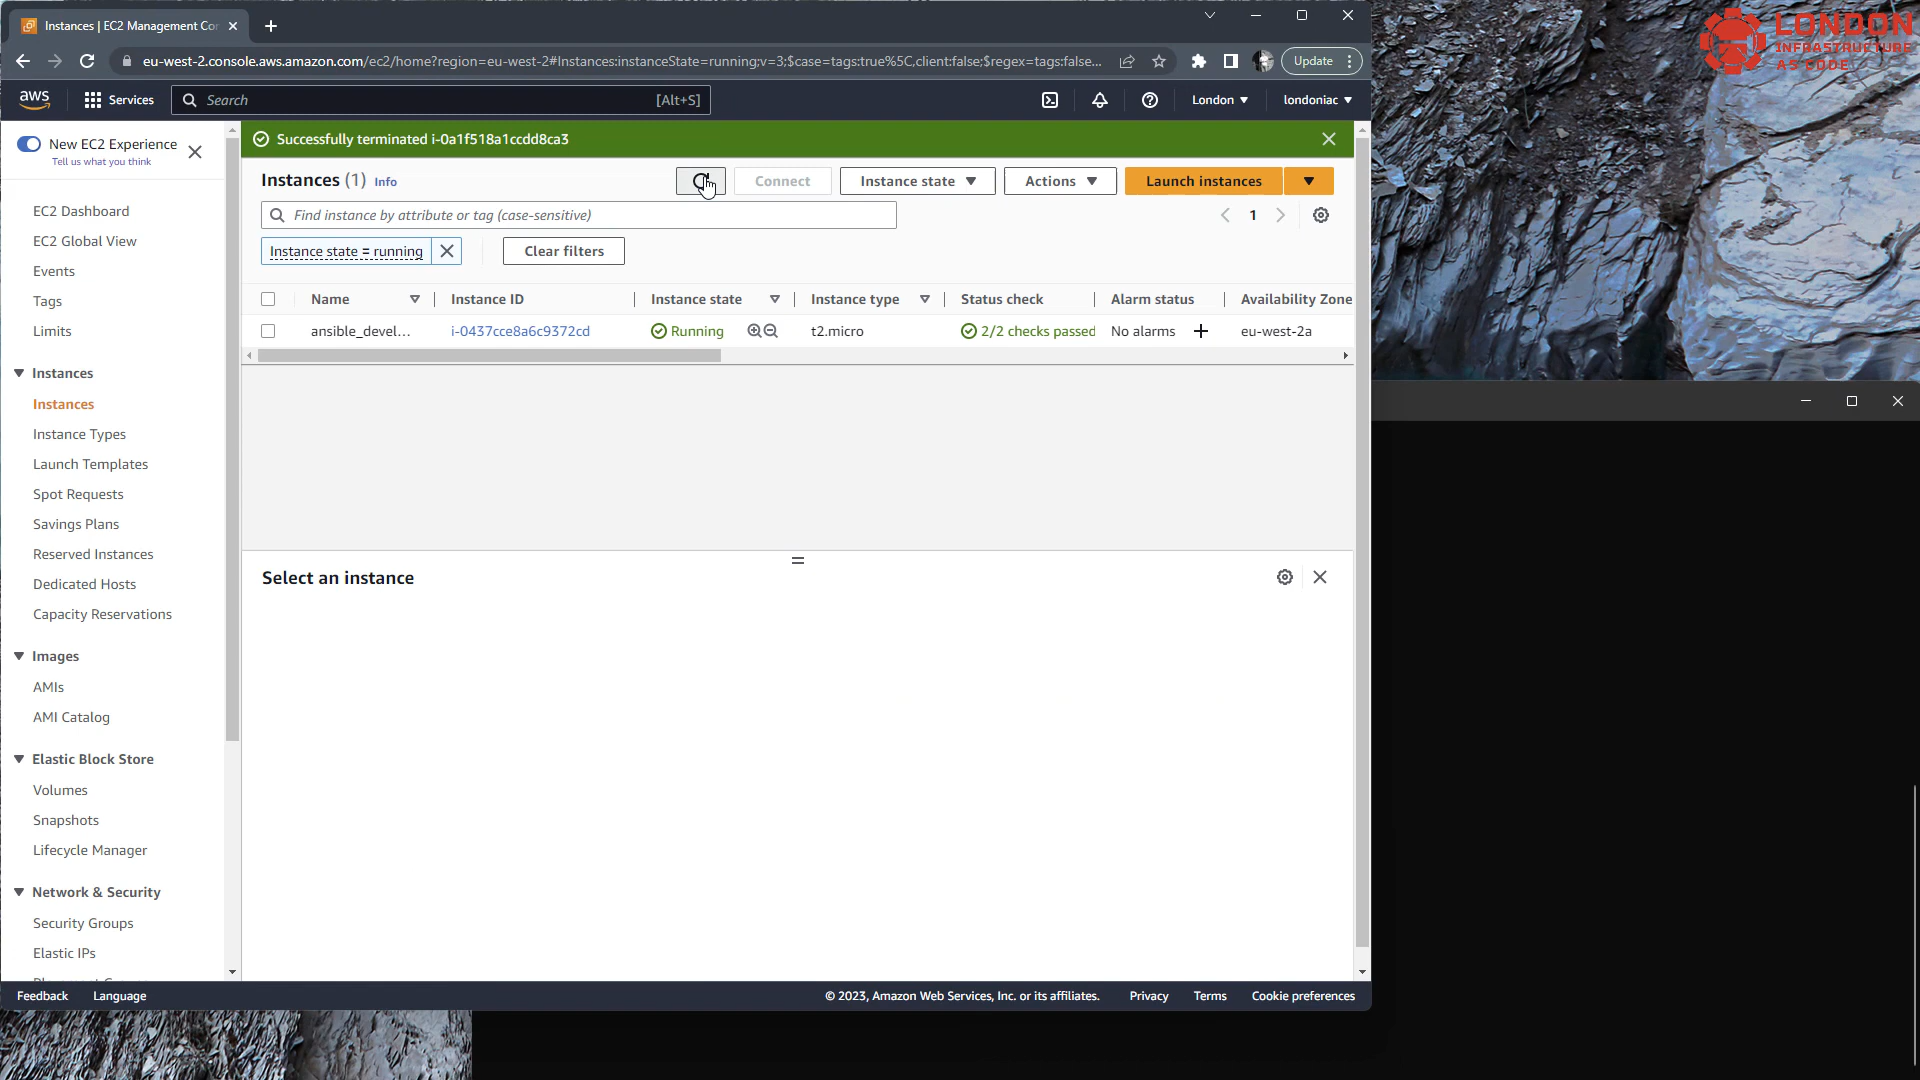 Instances | EC2 Management Cor
LONDON
INFRASTRUCTURE
AS CODE
eu-west-2.console.aws.amazon.com/ec2/home?region=eu-west-2#Instances:instanceState=running;v=3;$case=tags:true%5C,client:false;$regex=tags:false...
Update
aws
Services
Search
[Alt+S]
London
londoniac
New EC2 Experience
Tell us what you think
Successfully terminated i-0a1f518a1ccdd8ca3
Instances (1) Info
Connect
Instance state
Actions
Launch instances
Find instance by attribute or tag (case-sensitive)
1
Instance state = running
Clear filters
Name
Instance ID
Instance state
Instance type
Status check
Alarm status
Availability Zone
ansible_devel...
i-0437cce8a6c9372cd
Running
t2.micro
2/2 checks passed
No alarms
eu-west-2a
Select an instance
EC2 Dashboard
EC2 Global View
Events
Tags
Limits
Instances
Instances
Instance Types
Launch Templates
Spot Requests
Savings Plans
Reserved Instances
Dedicated Hosts
Capacity Reservations
Images
AMIs
AMI Catalog
Elastic Block Store
Volumes
Snapshots
Lifecycle Manager
Network & Security
Security Groups
Elastic IPs
Feedback
Language
© 2023, Amazon Web Services, Inc. or its affiliates.
Privacy
Terms
Cookie preferences